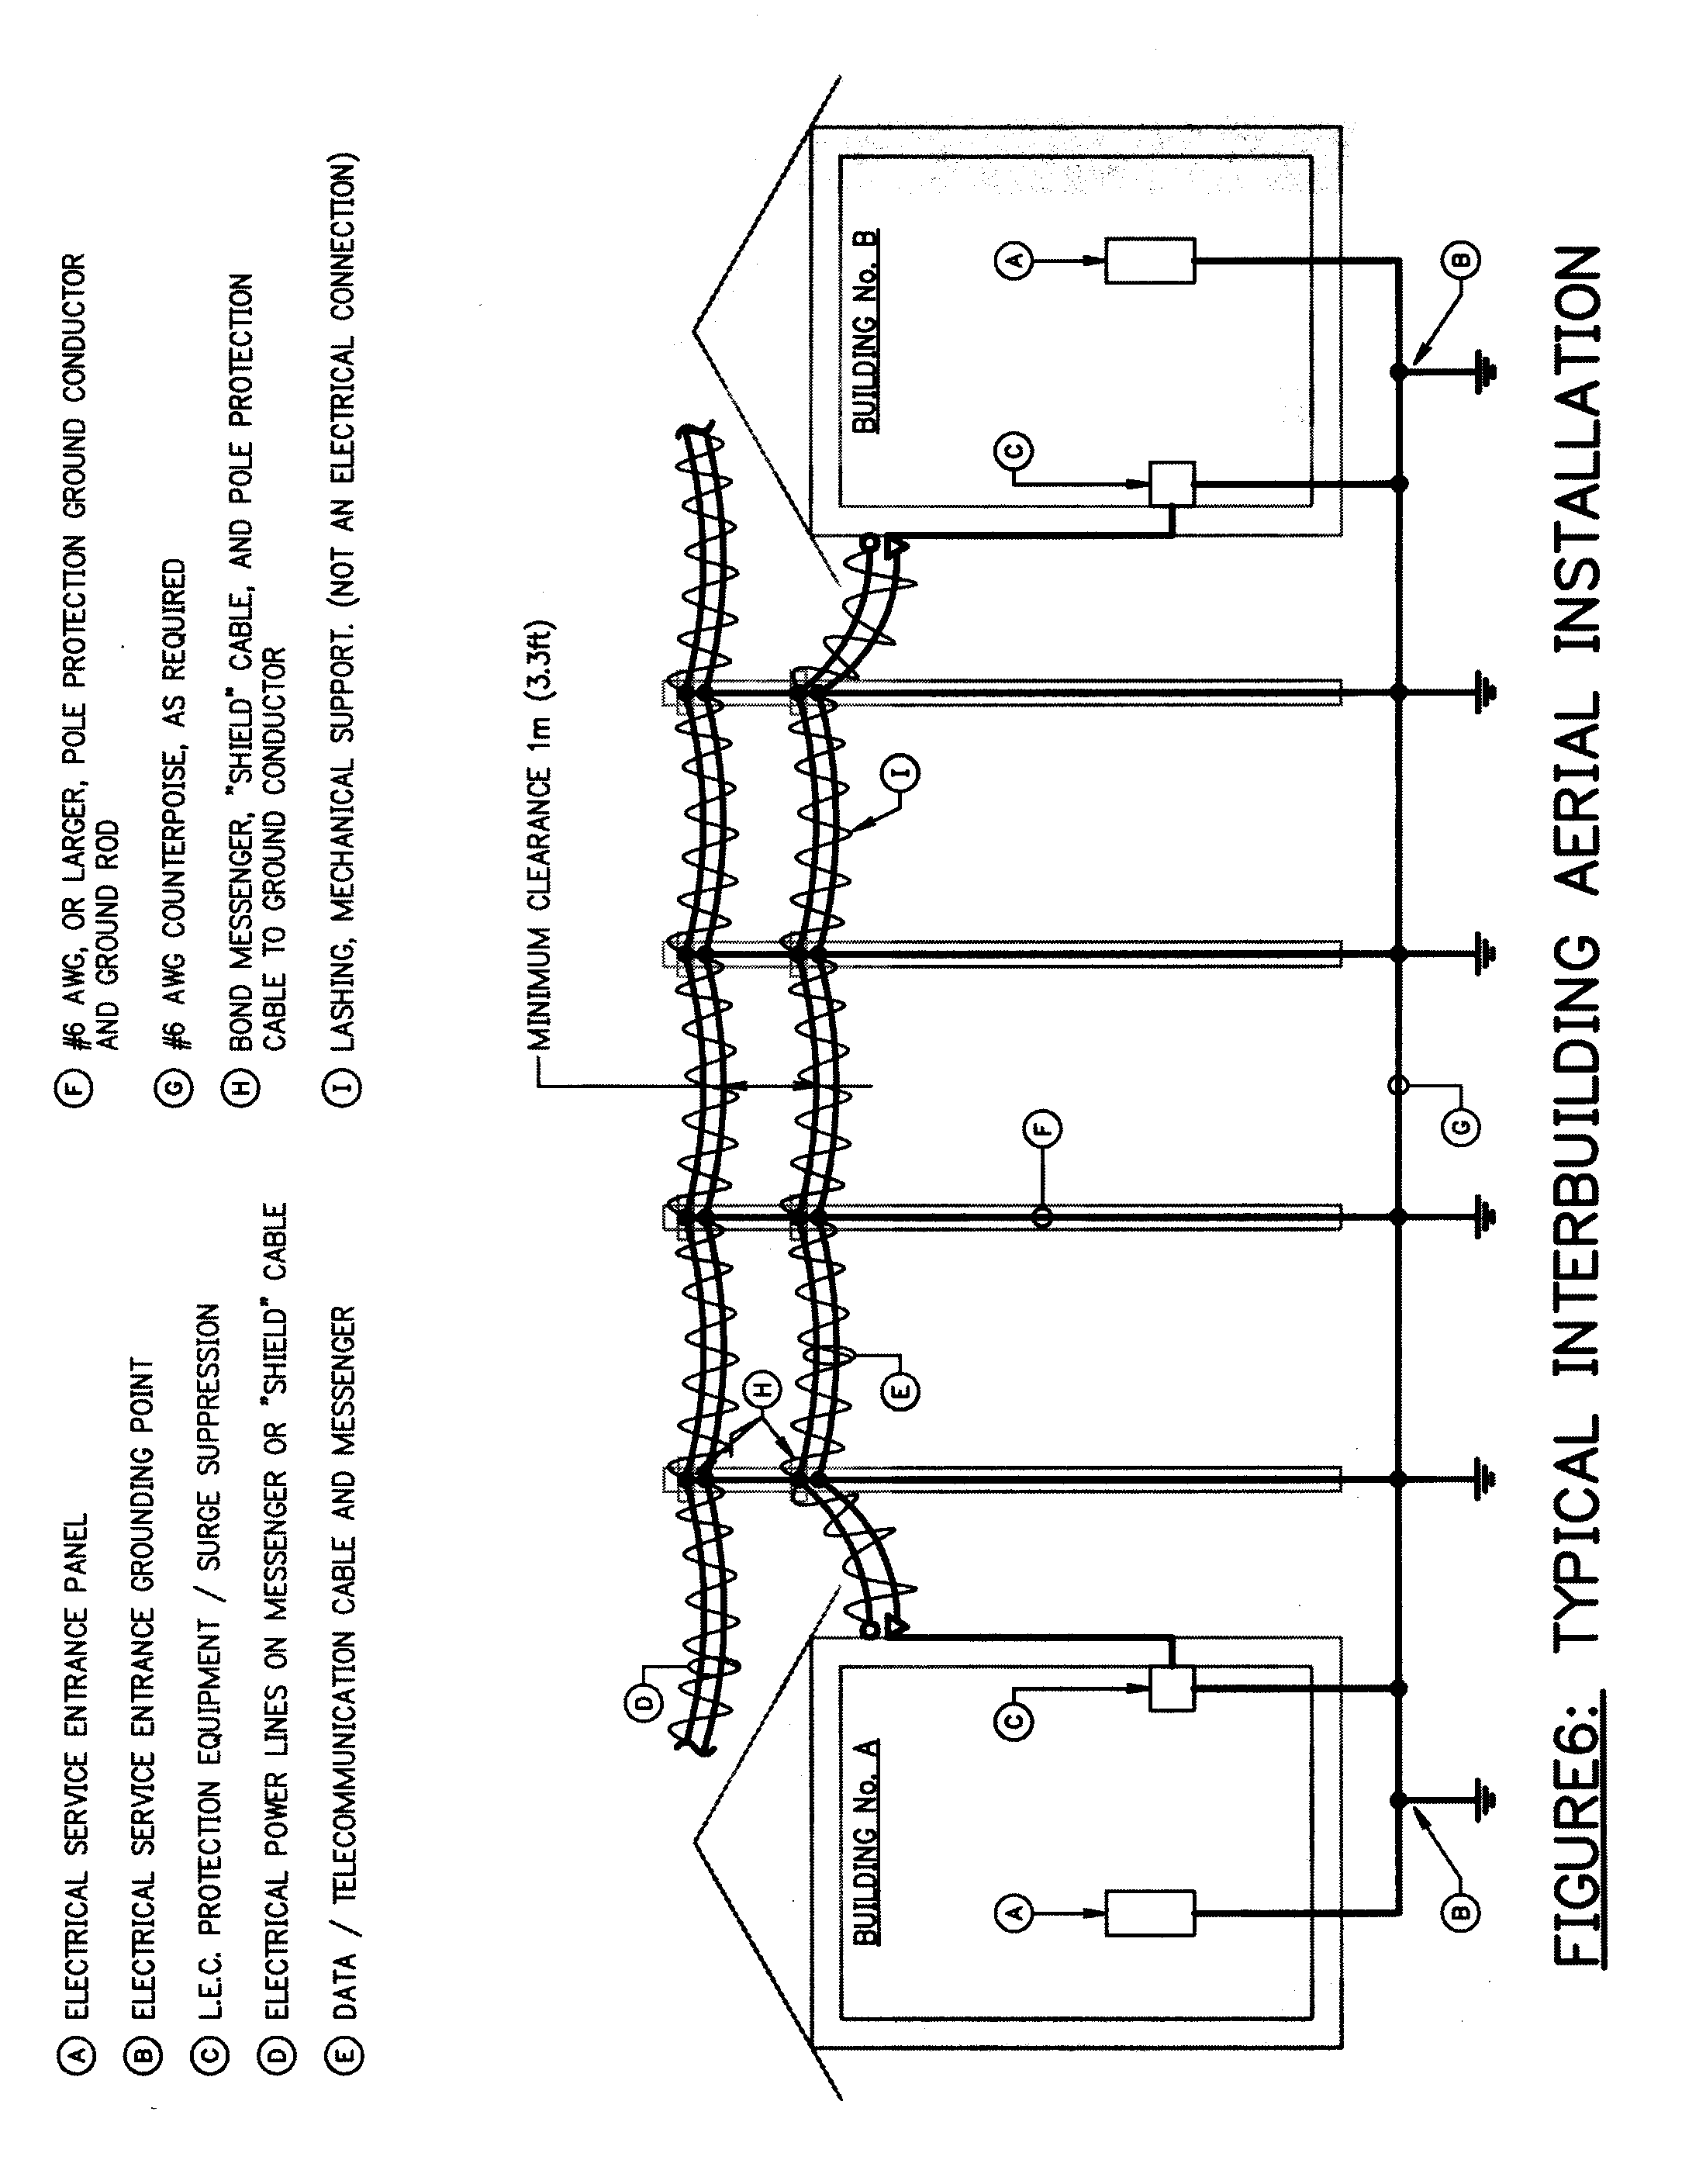 Ⓐ ELECTRICAL SERVICE ENTRANCE PANEL
Ⓑ ELECTRICAL SERVICE ENTRANCE GROUNDING POINT
Ⓒ L.E.C. PROTECTION EQUIPMENT / SURGE SUPPRESSION
Ⓓ ELECTRICAL POWER LINES ON MESSENGER OR "SHIELD" CABLE
Ⓔ DATA / TELECOMMUNICATION CABLE AND MESSENGER
Ⓕ #6 AWG, OR LARGER, POLE PROTECTION GROUND CONDUCTOR
AND GROUND ROD
Ⓖ #6 AWG COUNTERPOISE, AS REQUIRED
Ⓗ BOND MESSENGER, "SHIELD" CABLE, AND POLE PROTECTION
CABLE TO GROUND CONDUCTOR
Ⓘ LASHING, MECHANICAL SUPPORT. (NOT AN ELECTRICAL CONNECTION)
MINIMUM CLEARANCE 1m (3.3ft)
D
H
E
I
F
BUILDING No. A
BUILDING No. B
A
C
C
A
B
G
B
FIGURE6: TYPICAL INTERBUILDING AERIAL INSTALLATION